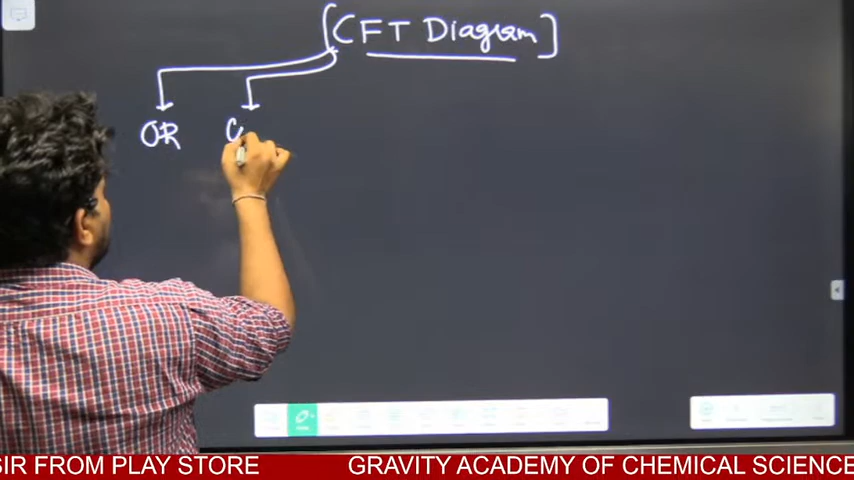 [CFT Diagram]
OR C
SIR FROM PLAY STORE GRAVITY ACADEMY OF CHEMICAL SCIENCE